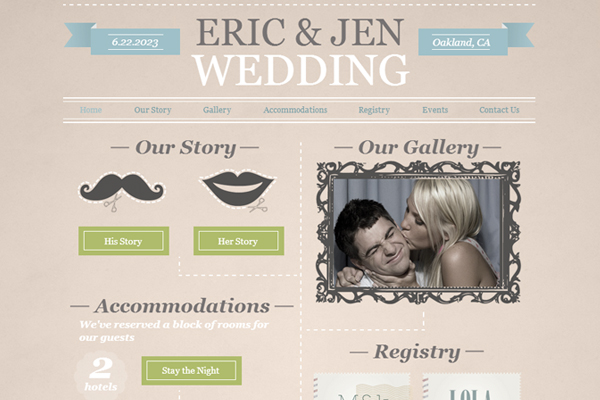 6.22.2023
ERIC & JEN
WEDDING
Oakland, CA
Home Our Story Gallery Accommodations Registry Events Contact Us
Our Story
His Story
Her Story
Our Gallery
Accommodations
We've reserved a block of rooms for
our guests
2
hotels
Stay the Night
Registry
LOLA